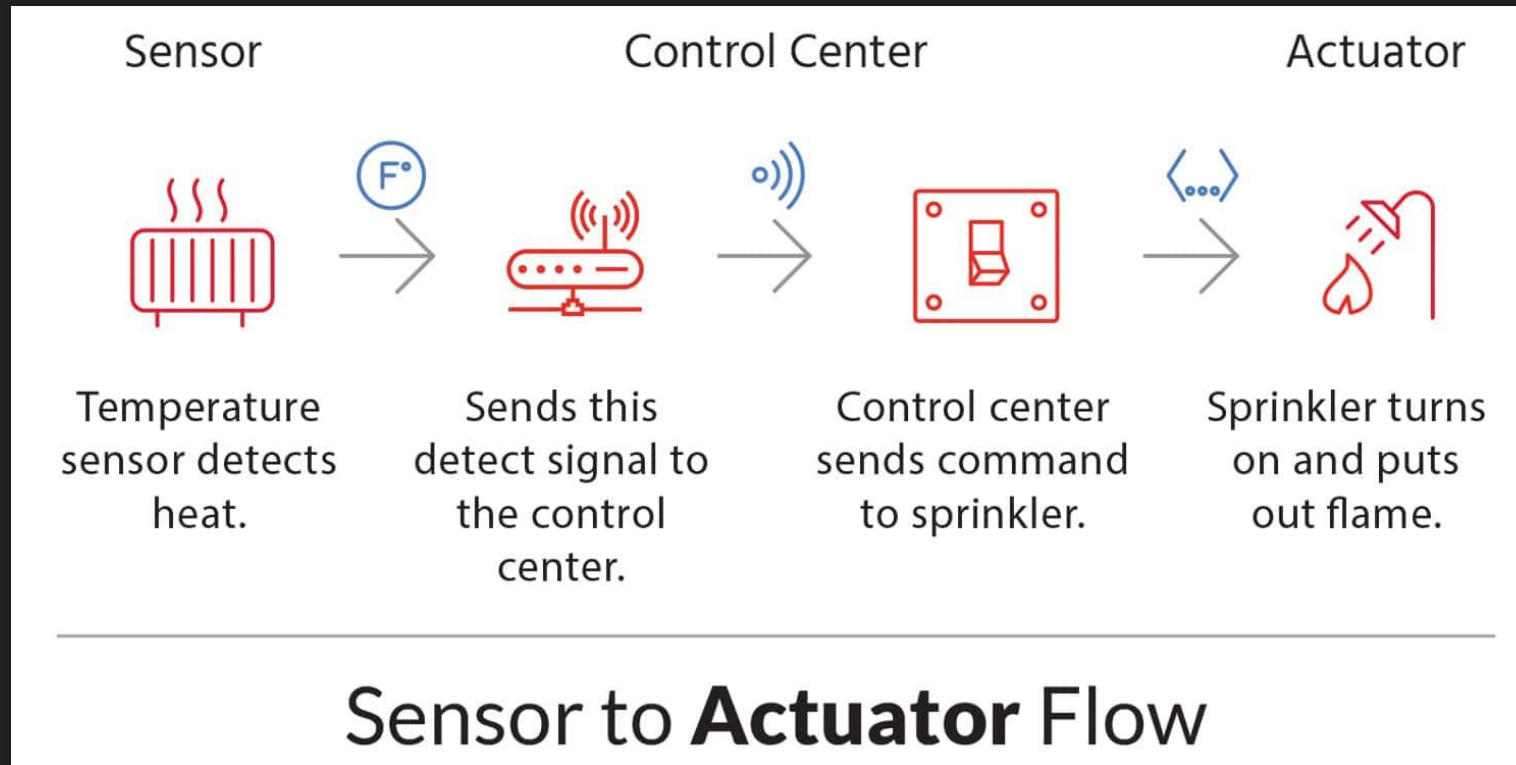 Sensor
Control Center
Actuator
F°
Temperature
sensor detects
heat.
Sends this
detect signal to
the control
center.
Control center
sends command
to sprinkler.
Sprinkler turns
on and puts
out flame.
Sensor to Actuator Flow